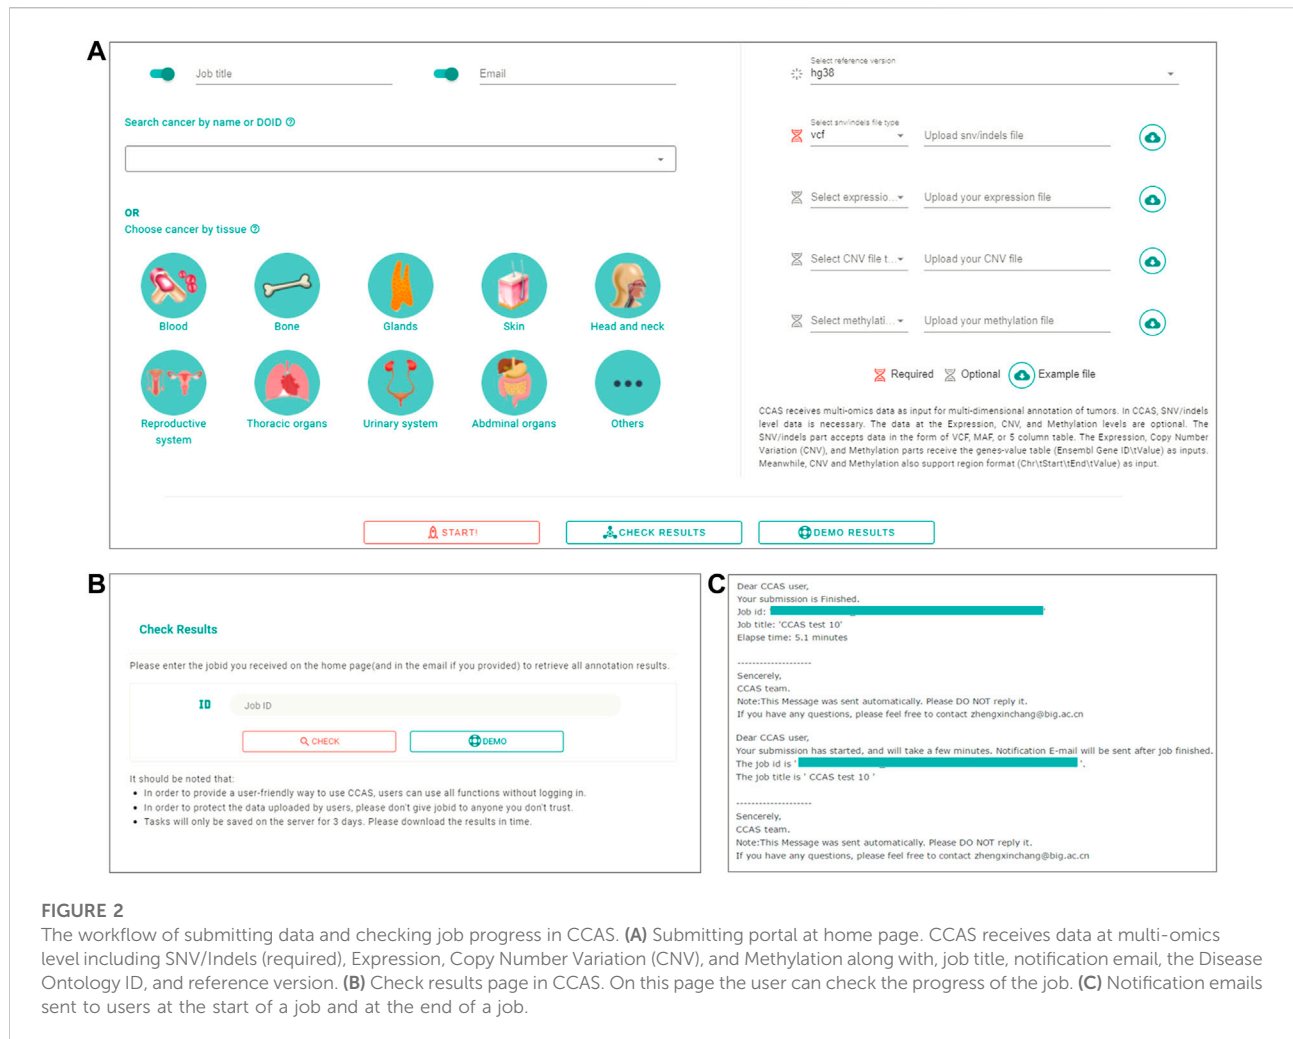 A
Job title
Email
Search cancer by name or DOID
OR
Choose cancer by tissue
Blood
Bone
Glands
Skin
Head and neck
Reproductive
system
Thoracic organs
Urinary system
Abdminal organs
Others
Select reference version
hg38
Select snv/indels file type
vcf
Upload snv/indels file
Select expressio...
Upload your expression file
Select CNV file t...
Upload your CNV file
Select methylati...
Upload your methylation file
Required
Optional
Example file
CCAS receives multi-omics data as input for multi-dimensional annotation of tumors. In CCAS, SNV/indels
level data is necessary. The data at the Expression, CNV, and Methylation levels are optional. The
SNV/indels part accepts data in the form of VCF, MAF, or 5 column table. The Expression, Copy Number
Variation (CNV), and Methylation parts receive the genes-value table (Ensembl Gene ID\tValue) as inputs.
Meanwhile, CNV and Methylation also support region format (Chr\tStart\tEnd\tValue) as input.
START!
CHECK RESULTS
DEMO RESULTS
B
Check Results
Please enter the jobid you received on the home page(and in the email if you provided) to retrieve all annotation results.
ID
Job ID
CHECK
DEMO
It should be noted that:
• In order to provide a user-friendly way to use CCAS, users can use all functions without logging in.
• In order to protect the data uploaded by users, please don't give jobid to anyone you don't trust.
• Tasks will only be saved on the server for 3 days. Please download the results in time.
C
Dear CCAS user,
Your submission is Finished.
Job id: ' '
Job title: 'CCAS test 10'
Elapse time: 5.1 minutes
--------------------
Sencerely,
CCAS team.
Note:This Message was sent automatically. Please DO NOT reply it.
If you have any questions, please feel free to contact zhengxinchang@big.ac.cn
Dear CCAS user,
Your submission has started, and will take a few minutes. Notification E-mail will be sent after job finished.
The job id is ' '.
The job title is ' CCAS test 10 '
--------------------
Sencerely,
CCAS team.
Note:This Message was sent automatically. Please DO NOT reply it.
If you have any questions, please feel free to contact zhengxinchang@big.ac.cn
FIGURE 2
The workflow of submitting data and checking job progress in CCAS. (A) Submitting portal at home page. CCAS receives data at multi-omics
level including SNV/Indels (required), Expression, Copy Number Variation (CNV), and Methylation along with, job title, notification email, the Disease
Ontology ID, and reference version. (B) Check results page in CCAS. On this page the user can check the progress of the job. (C) Notification emails
sent to users at the start of a job and at the end of a job.